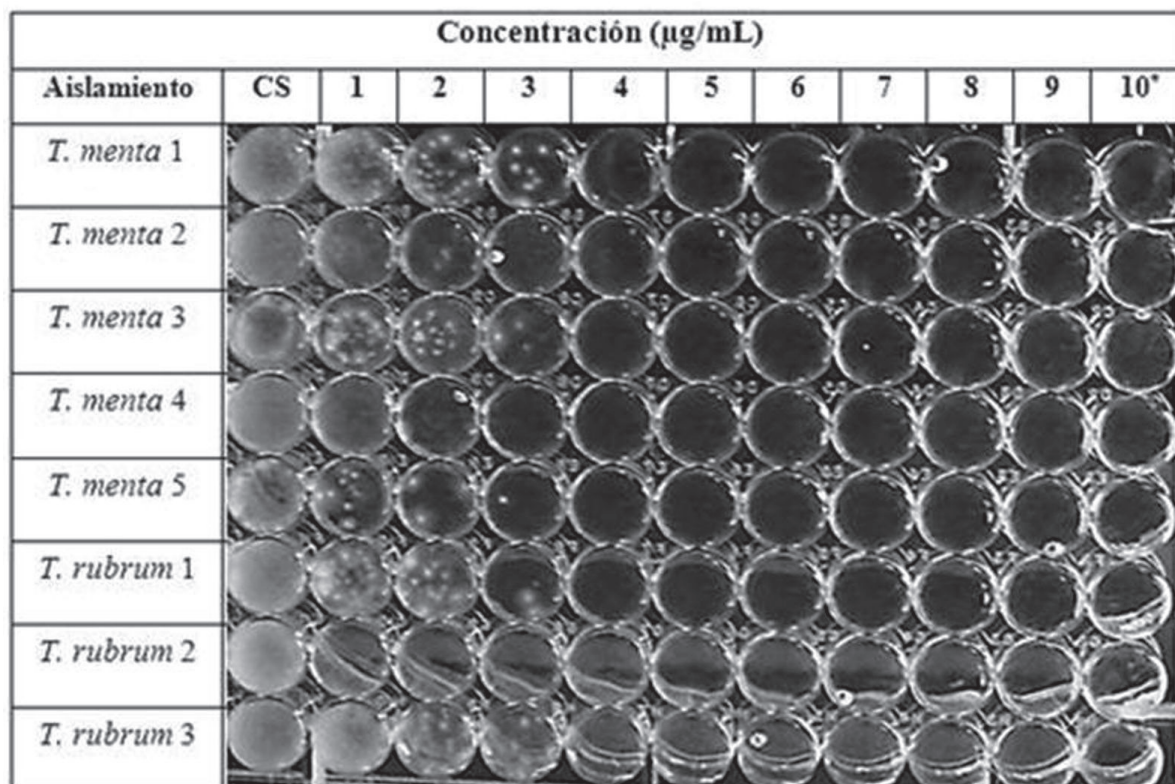 Concentración (µg/mL)
Aislamiento CS 1 2 3 4 5 6 7 8 9 10*
T. menta 1
T. menta 2
T. menta 3
T. menta 4
T. menta 5
T. rubrum 1
T. rubrum 2
T. rubrum 3